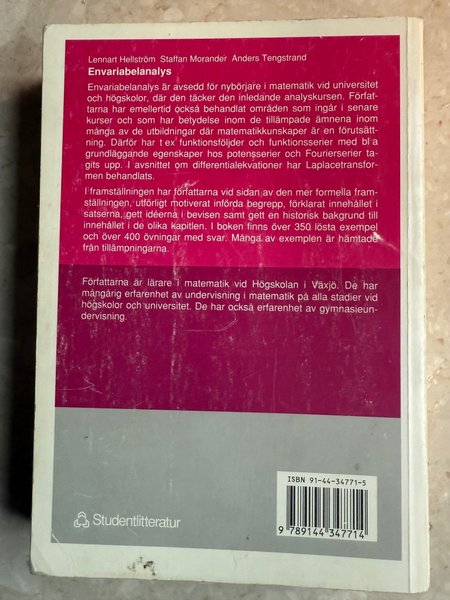 Lennart Hellström Staffan Morander Anders Tengstrand
Envariabelanalys
Envariabelanalys är avsedd för nybörjare i matematik vid universitet
och högskolor, där den täcker den inledande analyskursen. Förfat-
tarna har emellertid också behandlat områden som ingår i senare
kurser och som har betydelse inom de tillämpade ämnena inom
många av de utbildningar där matematikkunskaper är en förutsätt-
ning. Därför har t ex funktionsföljder och funktionsserier med bl a
grundläggande egenskaper hos potensserier och Fourierserier ta-
gits upp. I avsnittet om differentialekvationer har Laplacetransfor-
men behandlats.
I framställningen har författarna vid sidan av den mer formella fram-
ställningen, utförligt motiverat införda begrepp, förklarat innehållet i
satserna, gett idéerna i bevisen samt gett en historisk bakgrund till
innehållet i de olika kapitlen. I boken finns över 350 lösta exempel
och över 400 övningar med svar. Många av exemplen är hämtade
från tillämpningarna.
Författarna är lärare i matematik vid Högskolan i Växjö. De har
mångårig erfarenhet av undervisning i matematik på alla stadier vid
högskolor och universitet. De har också erfarenhet av gymnasieun-
dervisning.
ISBN 91-44-34771-5
Studentlitteratur
9 789144 347714